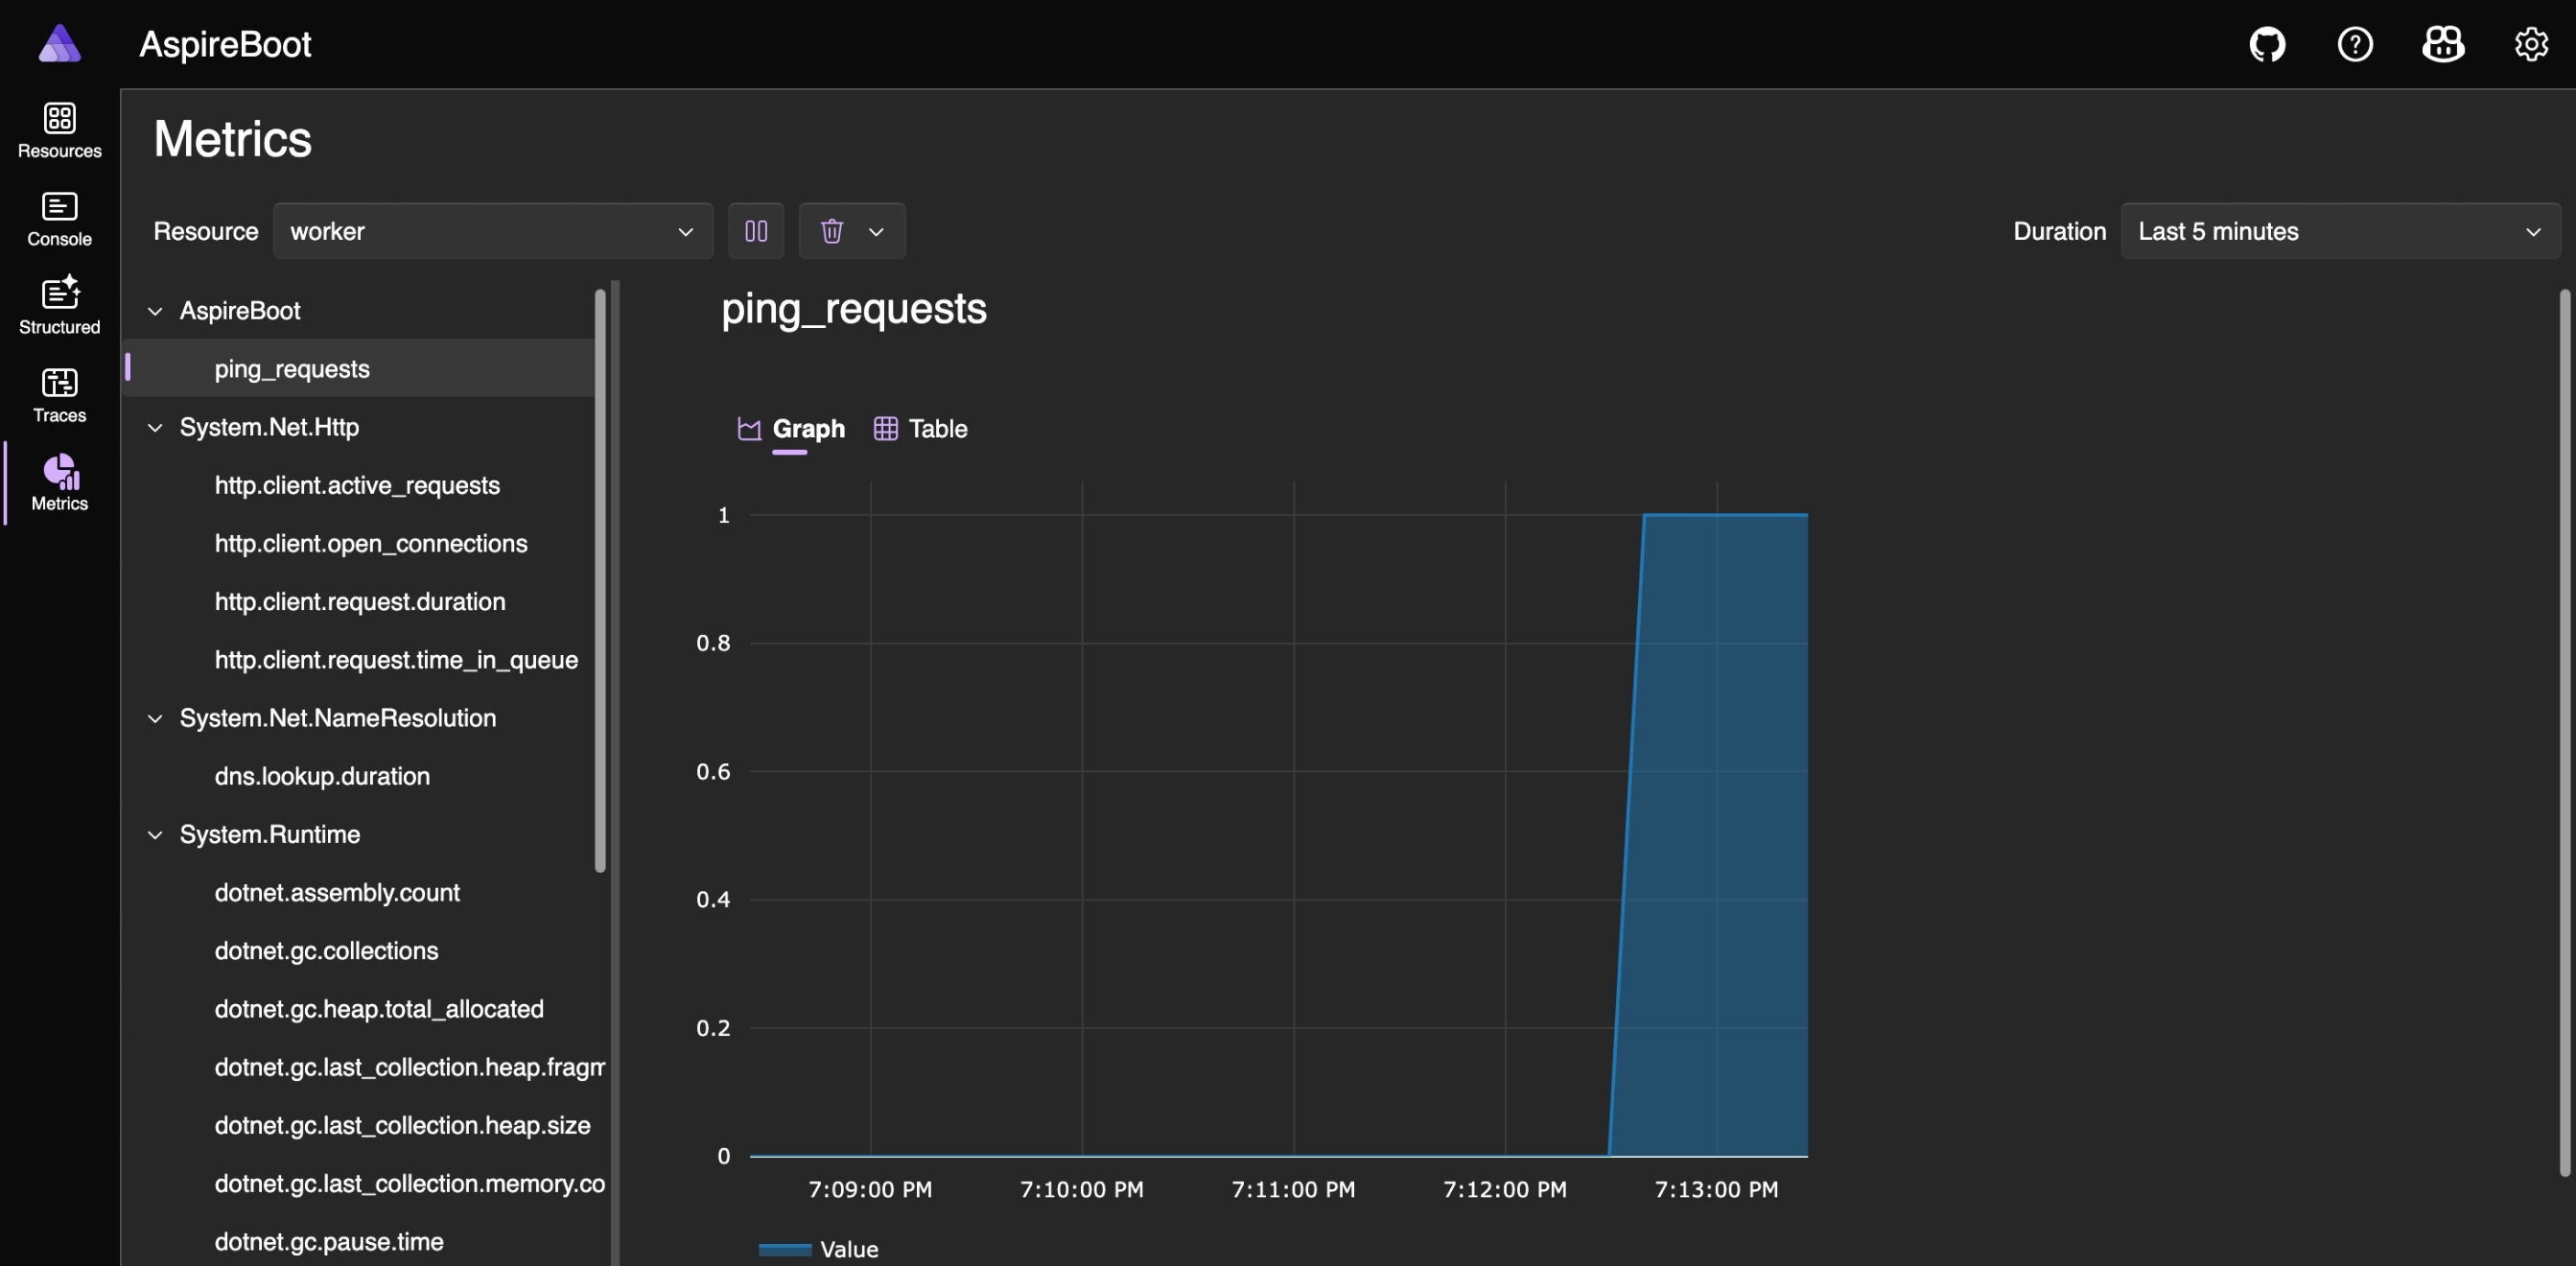 AspireBoot
Resources
Console
Structured
Traces
Metrics
Metrics
Resource worker
Duration Last 5 minutes
AspireBoot
ping_requests
System.Net.Http
http.client.active_requests
http.client.open_connections
http.client.request.duration
http.client.request.time_in_queue
System.Net.NameResolution
dns.lookup.duration
System.Runtime
dotnet.assembly.count
dotnet.gc.collections
dotnet.gc.heap.total_allocated
dotnet.gc.last_collection.heap.fragm
dotnet.gc.last_collection.heap.size
dotnet.gc.last_collection.memory.co
dotnet.gc.pause.time
ping_requests
Graph Table
1
0.8
0.6
0.4
0.2
0
7:09:00 PM 7:10:00 PM 7:11:00 PM 7:12:00 PM 7:13:00 PM
Value